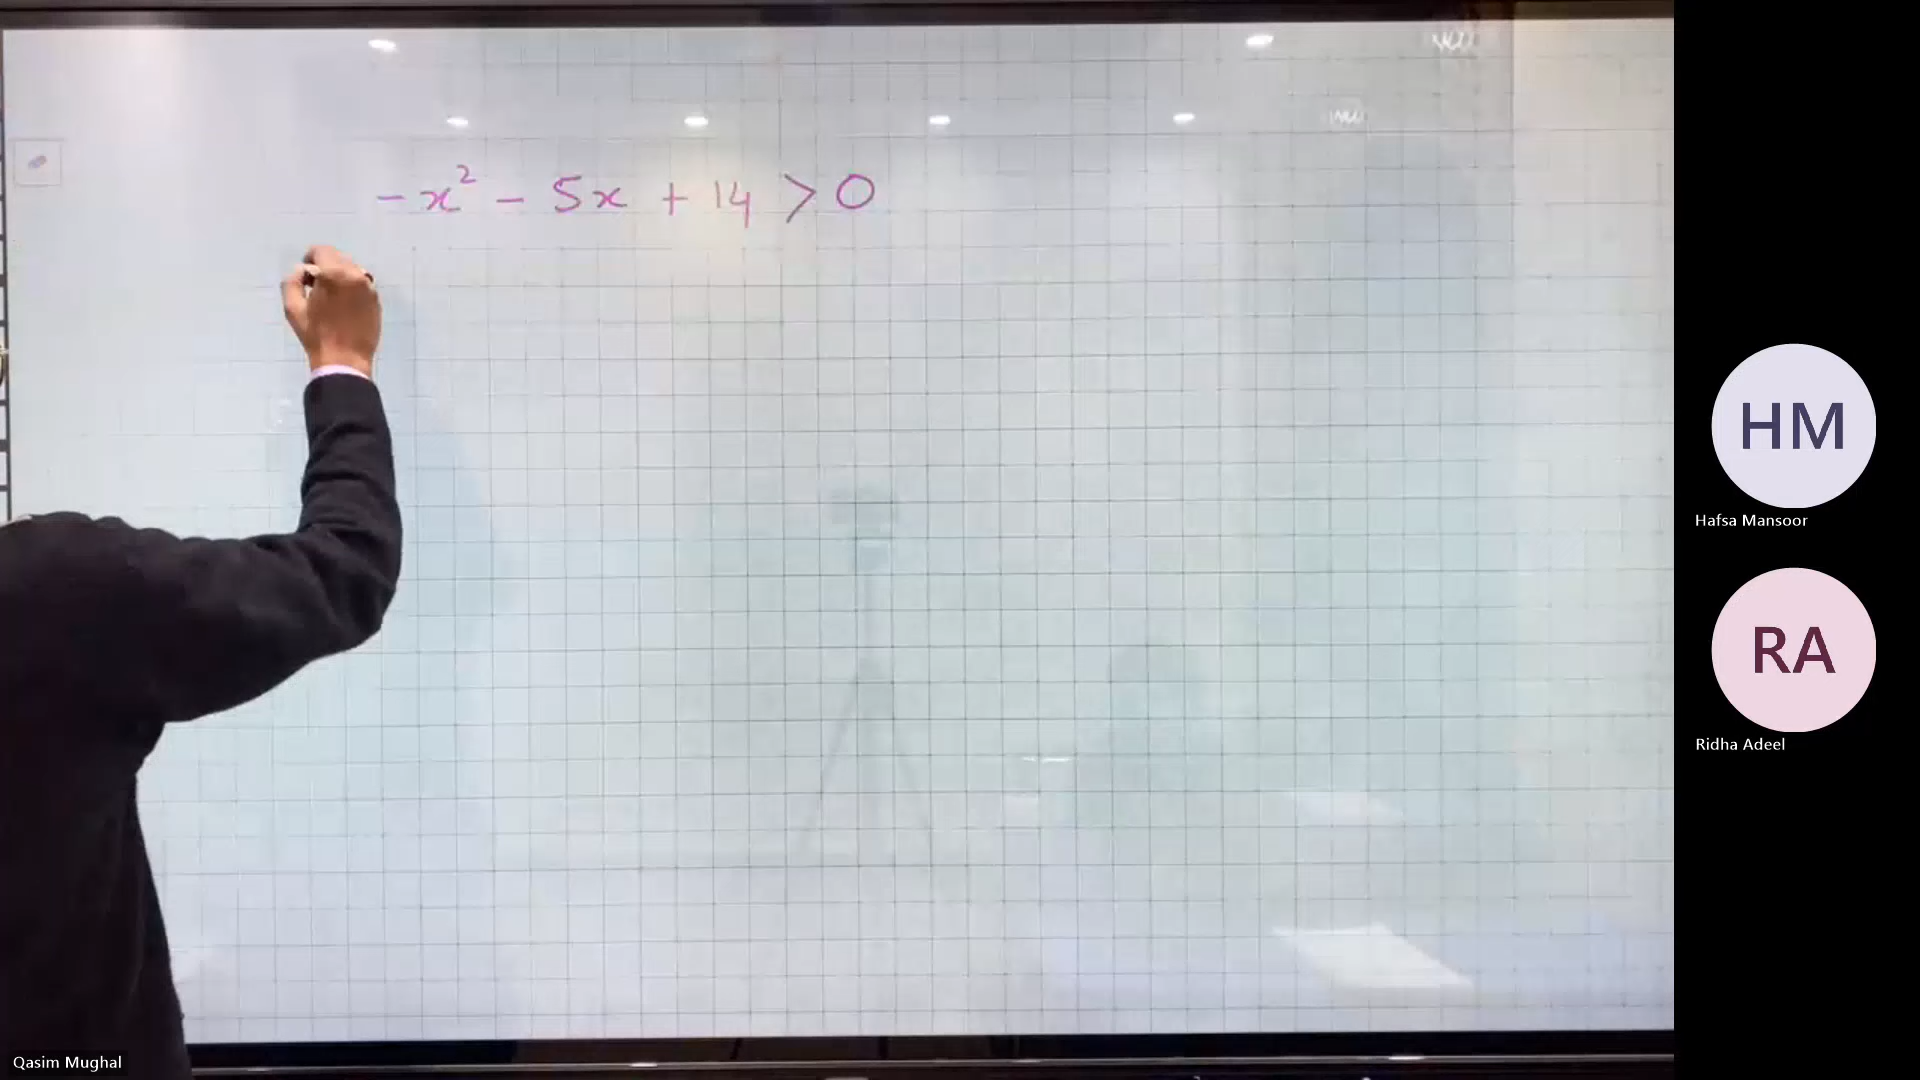 -x² - 5x + 14 > 0
HM
Hafsa Mansoor
RA
Ridha Adeel
Qasim Mughal